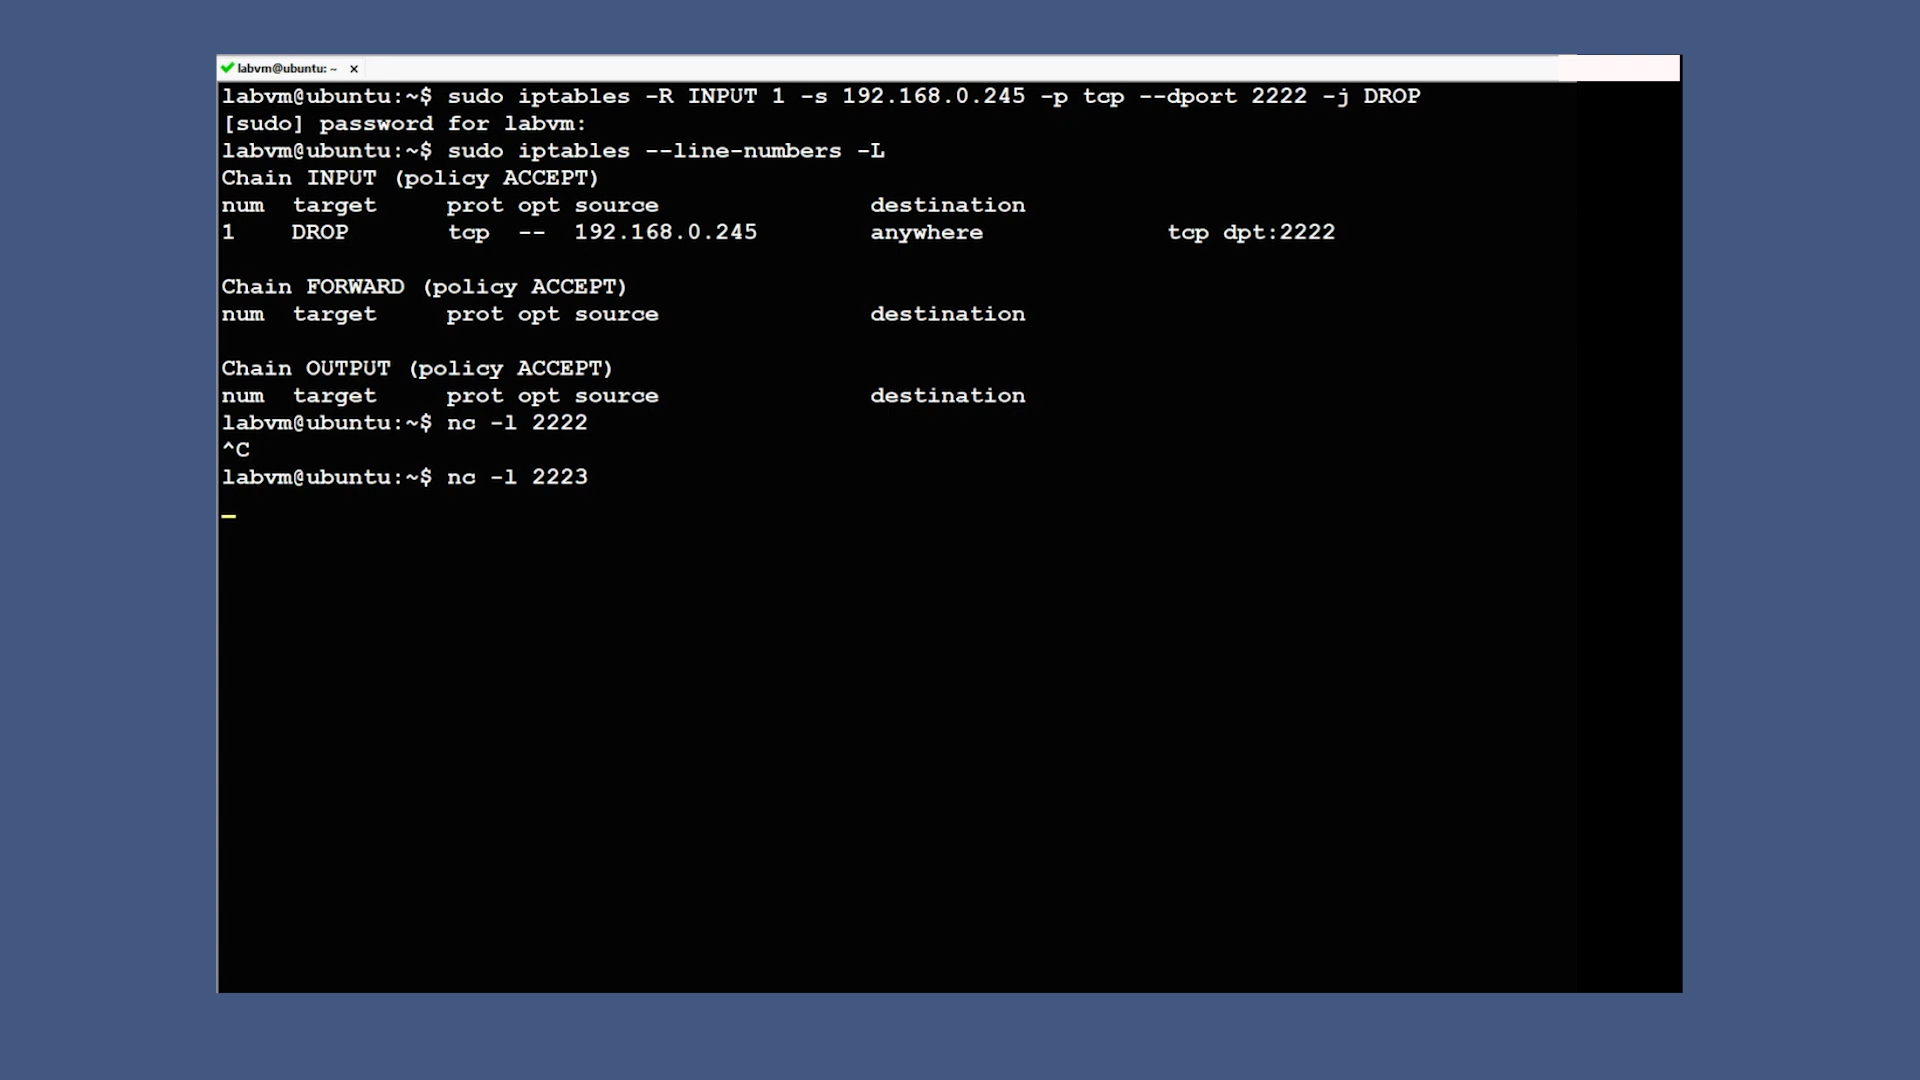 labvm@ubuntu: ~ ×
labvm@ubuntu:~$ sudo iptables -R INPUT 1 -s 192.168.0.245 -p tcp --dport 2222 -j DROP
[sudo] password for labvm:
labvm@ubuntu:~$ sudo iptables --line-numbers -L
Chain INPUT (policy ACCEPT)
num  target     prot opt source               destination
1    DROP       tcp  --  192.168.0.245        anywhere             tcp dpt:2222
Chain FORWARD (policy ACCEPT)
num  target     prot opt source               destination
Chain OUTPUT (policy ACCEPT)
num  target     prot opt source               destination
labvm@ubuntu:~$ nc -l 2222
^C
labvm@ubuntu:~$ nc -l 2223